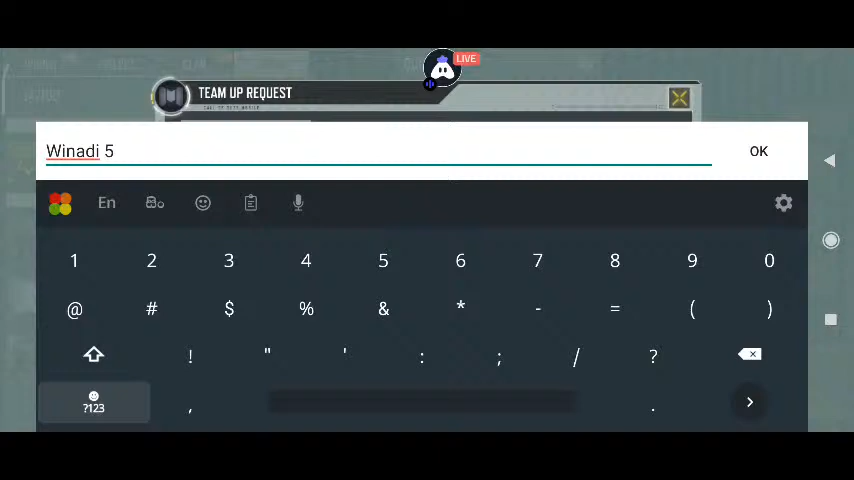 LIVE
TEAM UP REQUEST
Winadi 5
OK
En
1 2 3 4 5 6 7 8 9 0
@ # $ % & * - = ( )
! " ' : ; / ?
?123 , . >